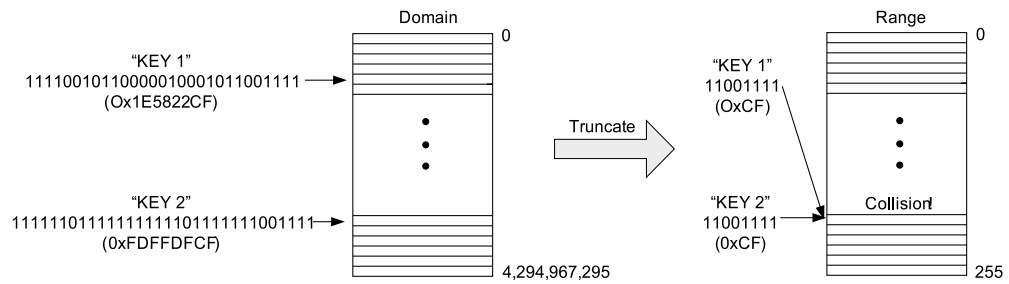 Domain
0
"KEY 1"
11110010110000010001011001111
(Ox1E5822CF)
"KEY 2"
11111101111111111101111111001111
(0xFDFFDFCF)
4,294,967,295
Truncate
Range
0
"KEY 1"
11001111
(OxCF)
"KEY 2"
11001111
(0xCF)
Collision!
255